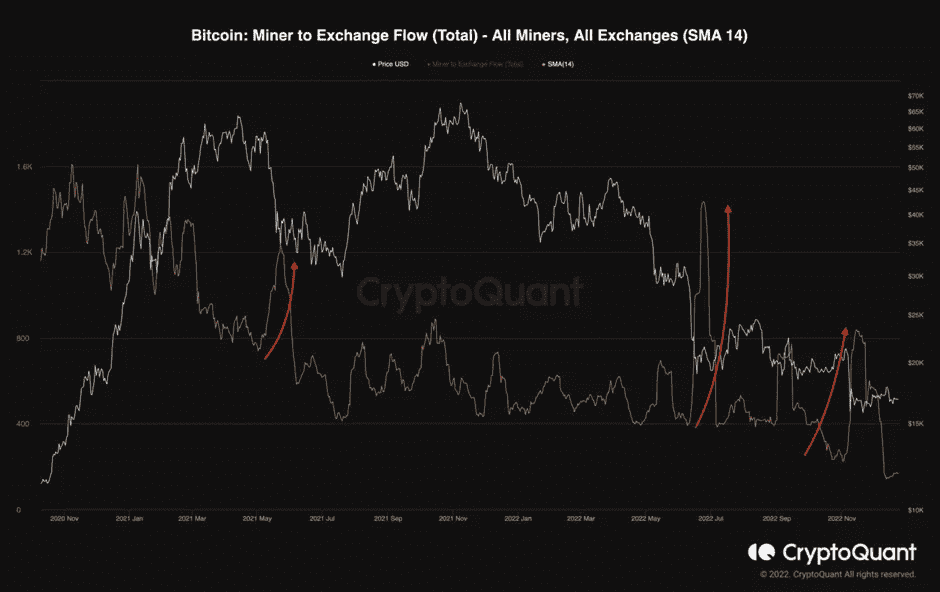 Bitcoin: Miner to Exchange Flow (Total) - All Miners, All Exchanges (SMA 14)
Price USD Miner to Exchange Flow (Total) SMA(14)
$70K
$65K
$60K
$55K
1.6K $50K
$45K
$40K
1.2K $35K
$30K
CryptoQuant
$25K
800
$20K
400 $15K
0 $10K
2020 Nov 2021 Jan 2021 Mar 2021 May 2021 Jul 2021 Sep 2021 Nov 2022 Jan 2022 Mar 2022 May 2022 Jul 2022 Sep 2022 Nov
CryptoQuant
© 2022. CryptoQuant All rights reserved.